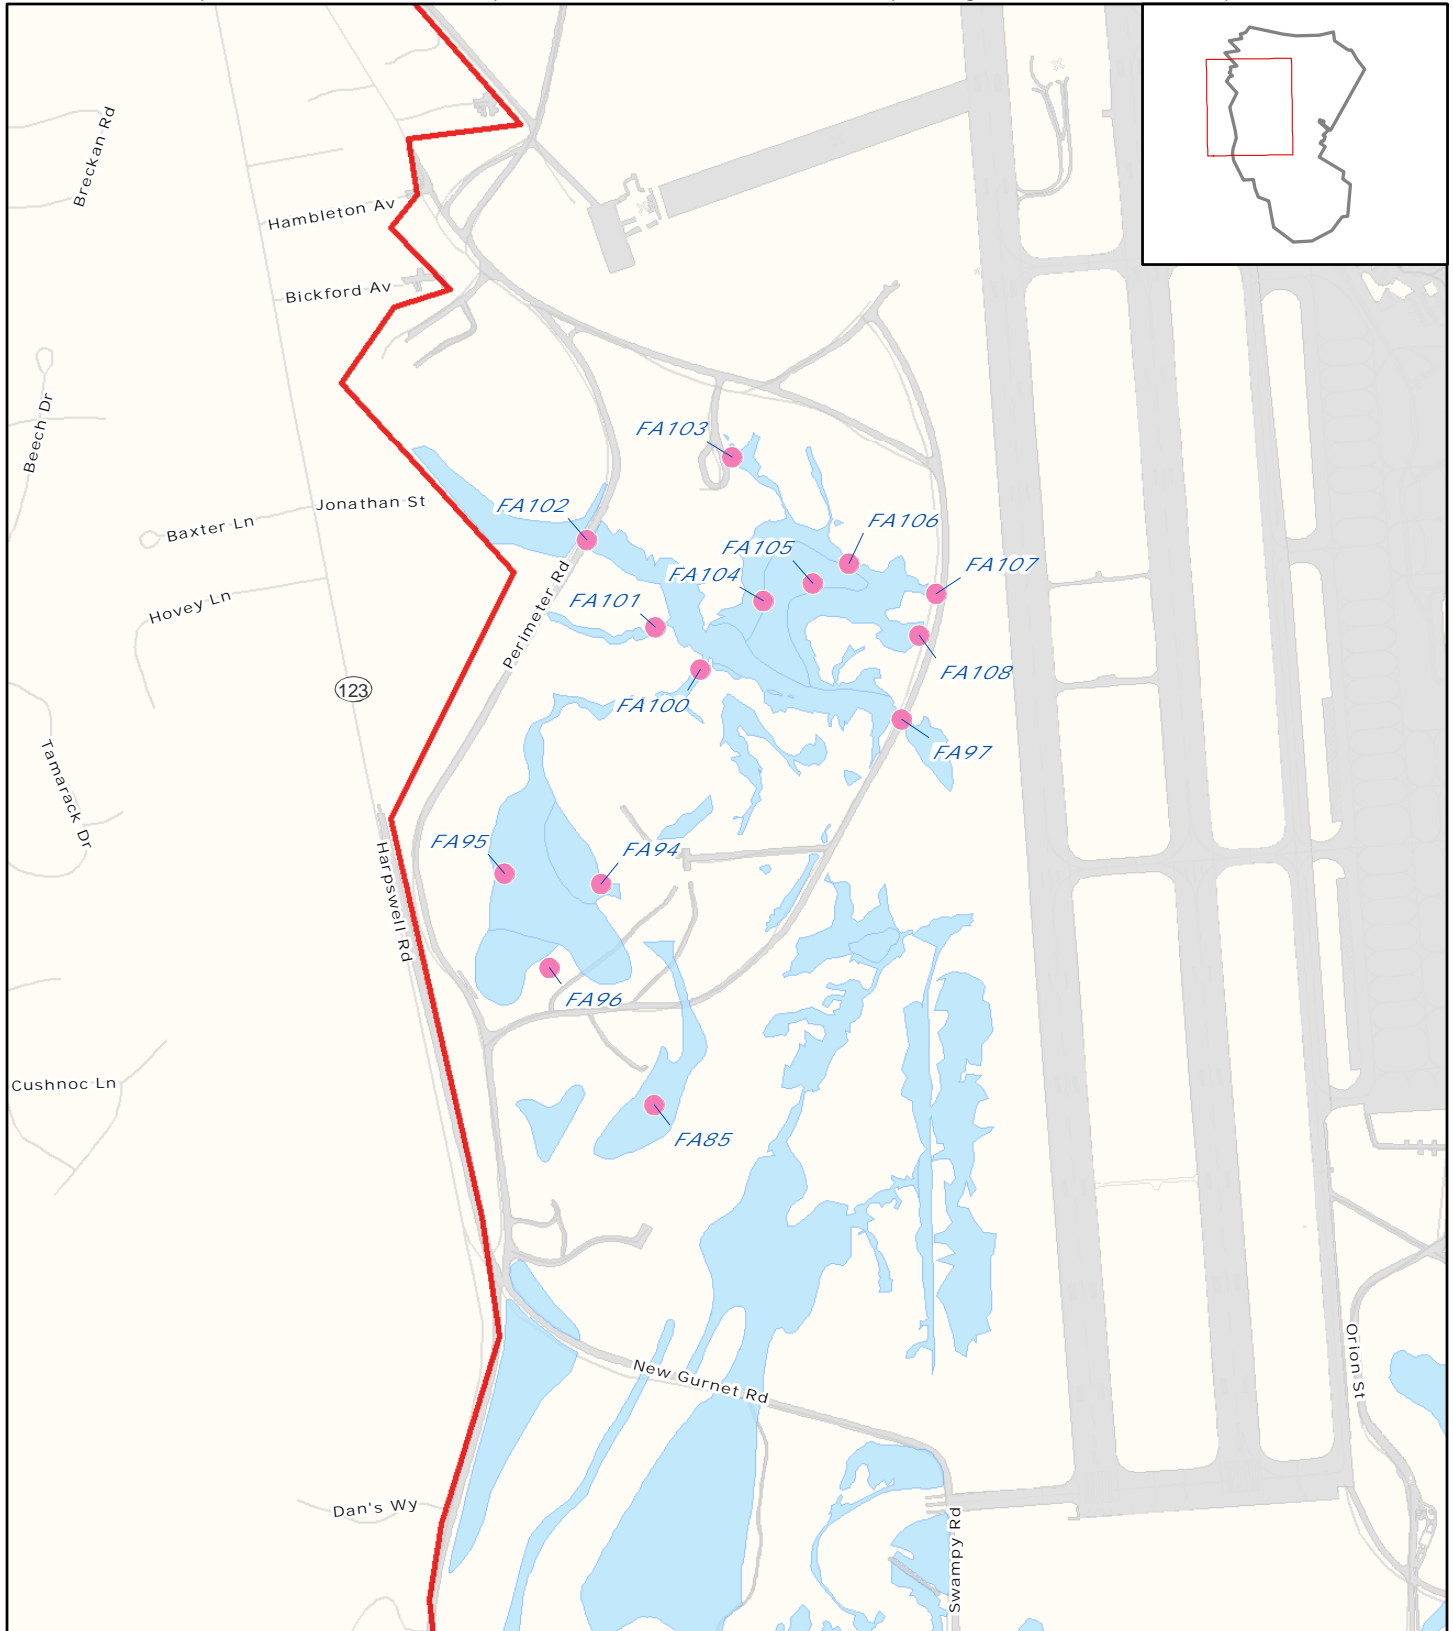 Breckan Rd
Hambleton Av
Bickford Av
Beech Dr
FA103
Jonathan St
FA102
Baxter Ln
FA106
FA105
FA107
FA104
Hovey Ln
FA101
Perimeter Rd
FA108
123
FA100
FA97
Tamarack Dr
FA95
FA94
Harpswell Rd
FA96
Cushnoc Ln
FA85
New Gurnet Rd
Orion St
Dan's Wy
Swampy Rd